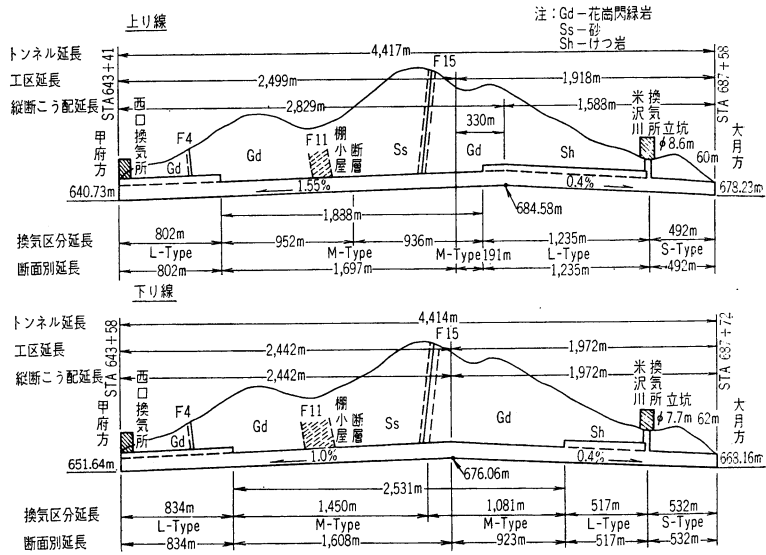 上り線
注：Gd－花崗閃緑岩
Ss－砂
Sh－けつ岩
トンネル延長
4,417m
F15
工区延長
2,499m
1,918m
縦断こう配延長
2,829m
1,588m
330m
STA 643＋41
STA 687＋58
甲府方
西口換気所
F4
Gd
Gd
F11
棚小屋
断層
Ss
Gd
Sh
米沢川
換気所
立坑
φ8.6m
60m
大月方
640.73m
1.55%
0.4%
678.23m
684.58m
1,838m
換気区分延長
802m
952m
936m
1,235m
492m
L-Type
M-Type
M-Type
L-Type
S-Type
断面別延長
802m
1,697m
191m
1,235m
492m
下り線
トンネル延長
4,414m
F15
工区延長
2,442m
1,972m
縦断こう配延長
2,442m
1,972m
STA 643＋58
STA 687＋72
甲府方
西口換気所
F4
Gd
Gd
F11
棚小屋
断層
Ss
Gd
Sh
米沢川
換気所
立坑
φ7.7m
62m
大月方
651.64m
1.0%
0.4%
668.16m
676.06m
2,531m
換気区分延長
834m
1,450m
1,081m
517m
532m
L-Type
M-Type
M-Type
L-Type
S-Type
断面別延長
834m
1,608m
923m
517m
532m